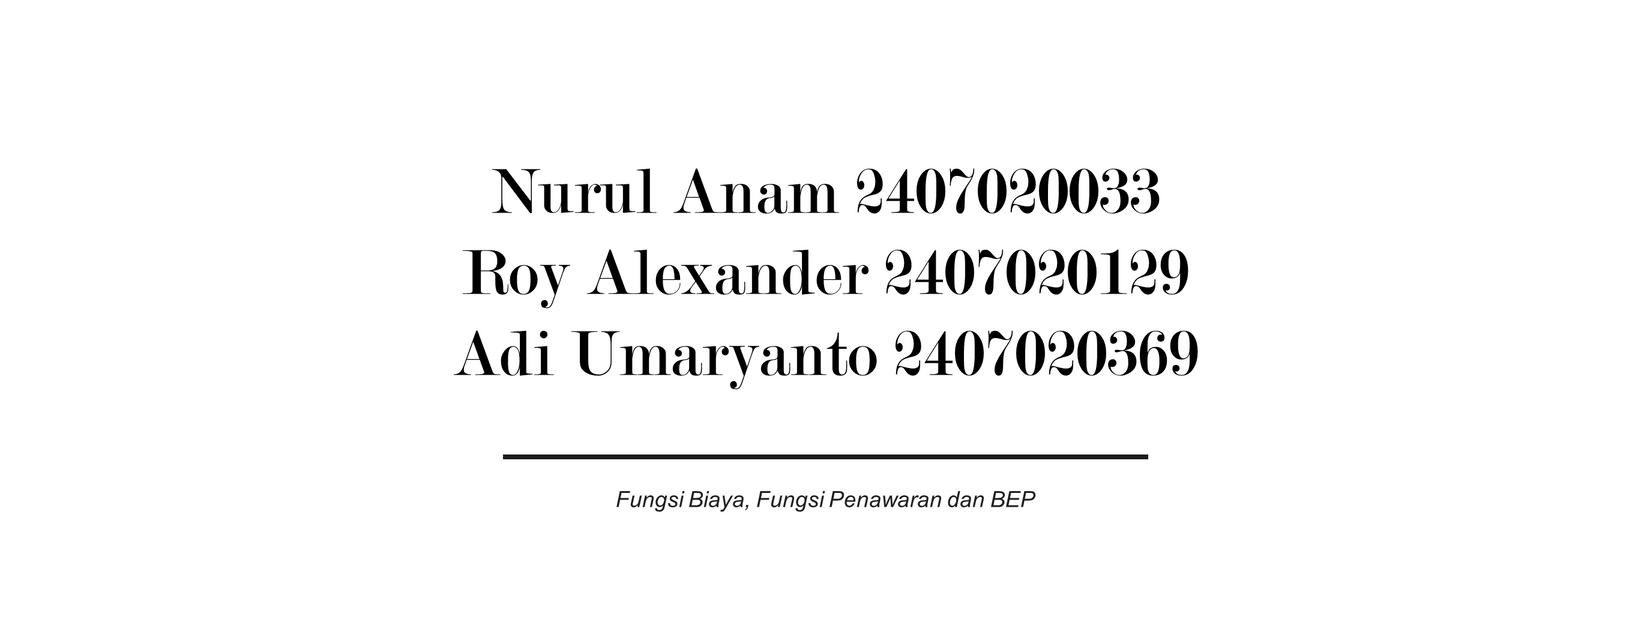 Nurul Anam 2407020033
Roy Alexander 2407020129
Adi Umaryanto 2407020369
Fungsi Biaya, Fungsi Penawaran dan BEP